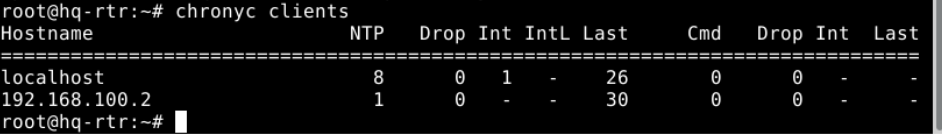 root@hq-rtr:~# chronyc clients
Hostname                      NTP   Drop Int IntL Last     Cmd   Drop Int  Last
===============================================================================
localhost                       8      0   1   -    26       0      0   -     -
192.168.100.2                   1      0   -   -    30       0      0   -     -
root@hq-rtr:~#